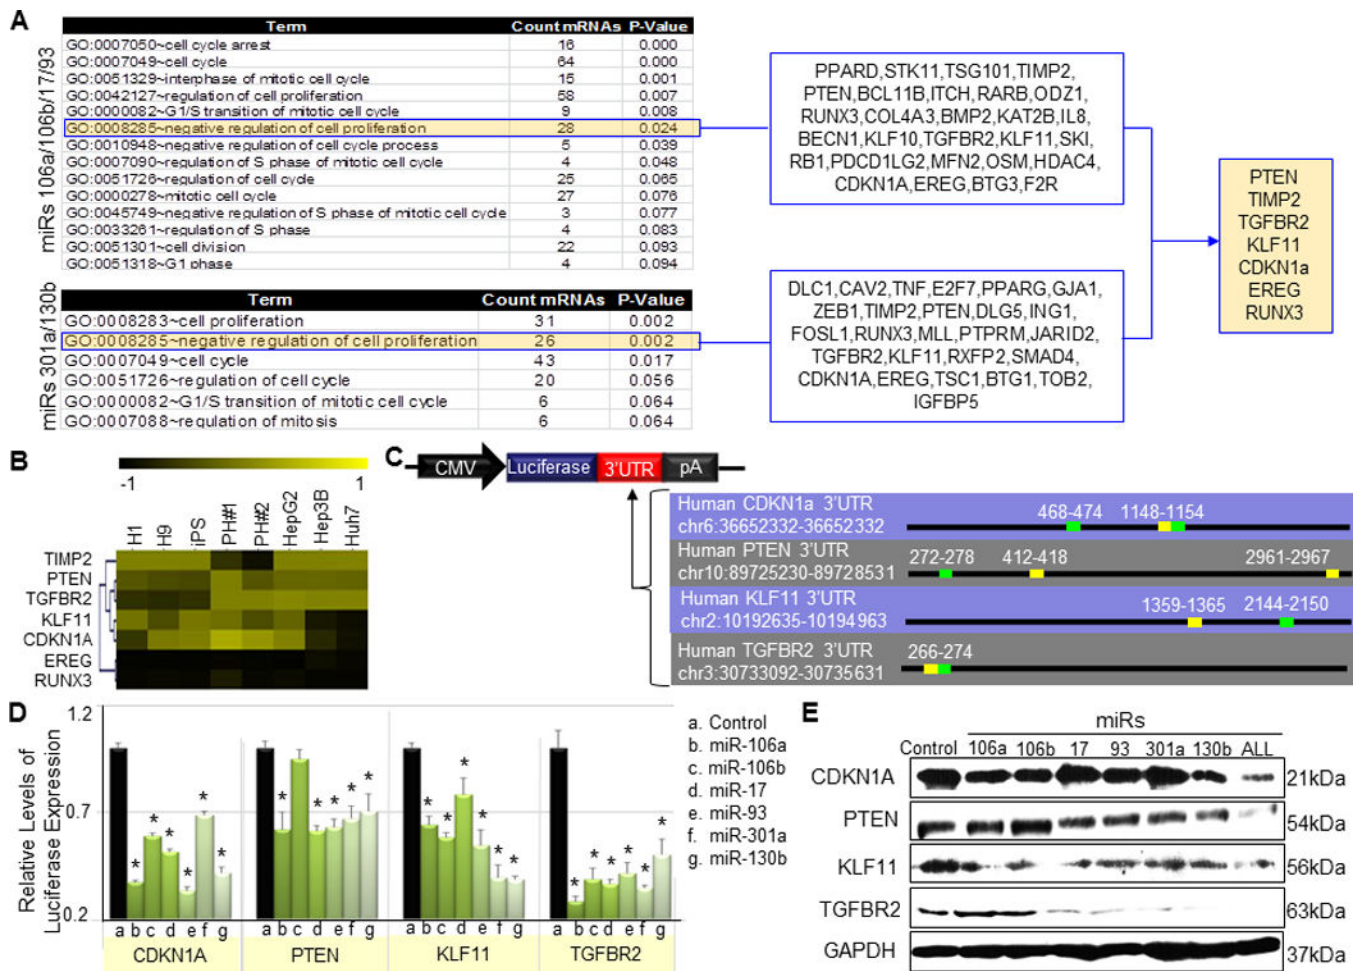 A
miRs 106a/106b/17/93
Term Count mRNAs P-Value
GO:0007050~cell cycle arrest 16 0.000
GO:0007049~cell cycle 64 0.000
GO:0051329~interphase of mitotic cell cycle 15 0.001
GO:0042127~regulation of cell proliferation 58 0.007
GO:0000082~G1/S transition of mitotic cell cycle 9 0.008
GO:0008285~negative regulation of cell proliferation 28 0.024
GO:0010948~negative regulation of cell cycle process 5 0.039
GO:0007090~regulation of S phase of mitotic cell cycle 4 0.048
GO:0051726~regulation of cell cycle 25 0.065
GO:0000278~mitotic cell cycle 27 0.076
GO:0045749~negative regulation of S phase of mitotic cell cycle 3 0.077
GO:0033261~regulation of S phase 4 0.083
GO:0051301~cell division 22 0.093
GO:0051318~G1 phase 4 0.094
miRs 301a/130b
Term Count mRNAs P-Value
GO:0008283~cell proliferation 31 0.002
GO:0008285~negative regulation of cell proliferation 26 0.002
GO:0007049~cell cycle 43 0.017
GO:0051726~regulation of cell cycle 20 0.056
GO:0000082~G1/S transition of mitotic cell cycle 6 0.064
GO:0007088~regulation of mitosis 6 0.064
PPARD,STK11,TSG101,TIMP2,
PTEN,BCL11B,ITCH,RARB,ODZ1,
RUNX3,COL4A3,BMP2,KAT2B,IL8,
BECN1,KLF10,TGFBR2,KLF11,SKI,
RB1,PDCD1LG2,MFN2,OSM,HDAC4,
CDKN1A,EREG,BTG3,F2R
DLC1,CAV2,TNF,E2F7,PPARG,GJA1,
ZEB1,TIMP2,PTEN,DLG5,ING1,
FOSL1,RUNX3,MLL,PTPRM,JARID2,
TGFBR2,KLF11,RXFP2,SMAD4,
CDKN1A,EREG,TSC1,BTG1,TOB2,
IGFBP5
PTEN
TIMP2
TGFBR2
KLF11
CDKN1a
EREG
RUNX3
B
-1 1
H1 H9 iPS PH#1 PH#2 HepG2 Hep3B Huh7
TIMP2
PTEN
TGFBR2
KLF11
CDKN1A
EREG
RUNX3
C
CMV Luciferase 3'UTR pA
Human CDKN1a 3'UTR
chr6:36652332-36652332
468-474 1148-1154
Human PTEN 3'UTR
chr10:89725230-89728531
272-278 412-418 2961-2967
Human KLF11 3'UTR
chr2:10192635-10194963
1359-1365 2144-2150
Human TGFBR2 3'UTR
chr3:30733092-30735631
266-274
D
Relative Levels of
Luciferase Expression
1.2
0.7
0.2
* * * * * *
* * * * *
* * * * * *
* * * * * *
a b c d e f g a b c d e f g a b c d e f g a b c d e f g
CDKN1A PTEN KLF11 TGFBR2
a. Control
b. miR-106a
c. miR-106b
d. miR-17
e. miR-93
f. miR-301a
g. miR-130b
E
miRs
Control 106a 106b 17 93 301a 130b ALL
CDKN1A 21kDa
PTEN 54kDa
KLF11 56kDa
TGFBR2 63kDa
GAPDH 37kDa